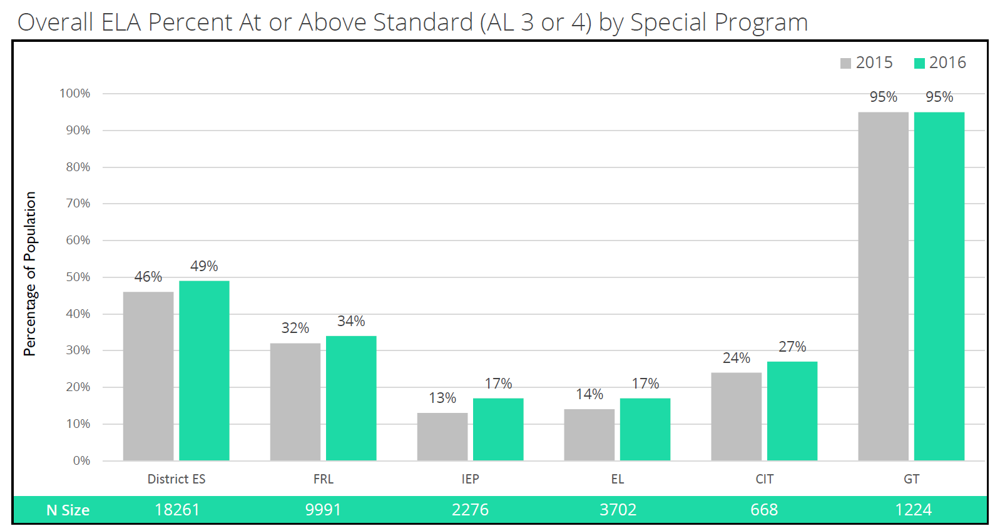 Overall ELA Percent At or Above Standard (AL 3 or 4) by Special Program
2015 2016
Percentage of Population
100%
90%
80%
70%
60%
50%
40%
30%
20%
10%
0%
46% 49% 32% 34% 13% 17% 14% 17% 24% 27% 95% 95%
District ES FRL IEP EL CIT GT
N Size 18261 9991 2276 3702 668 1224